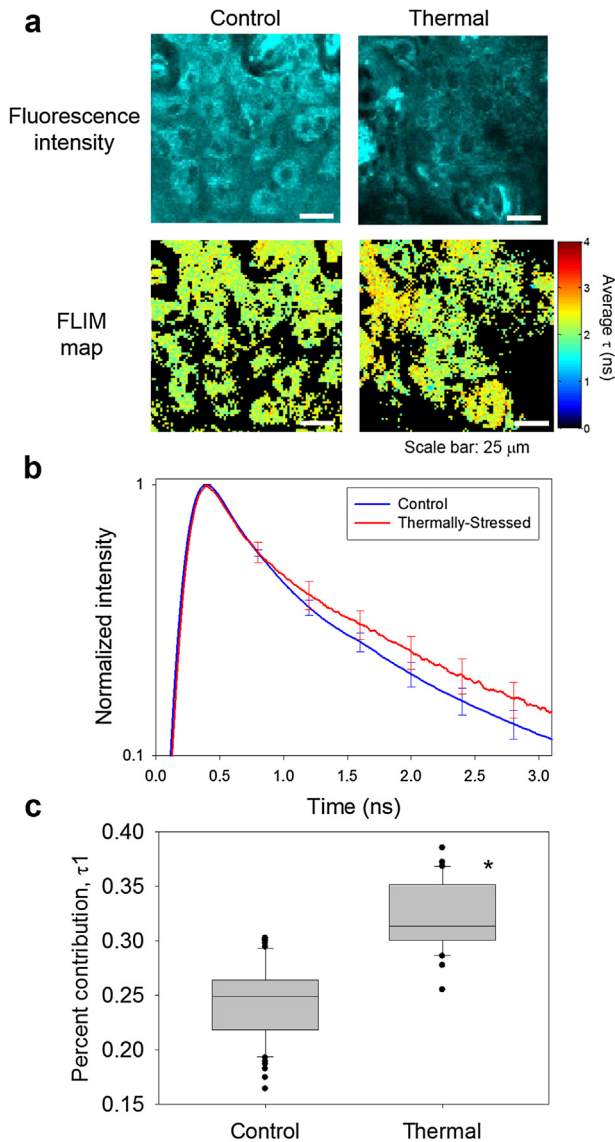 a
Control
Thermal
Fluorescence
intensity
FLIM
map
4
3
2
1
0
Average τ (ns)
Scale bar: 25 μm
b
Normalized intensity
1
0.1
Control
Thermally-Stressed
0.0 0.5 1.0 1.5 2.0 2.5 3.0
Time (ns)
c
Percent contribution, τ1
0.40
0.35
0.30
0.25
0.20
0.15
*
Control Thermal